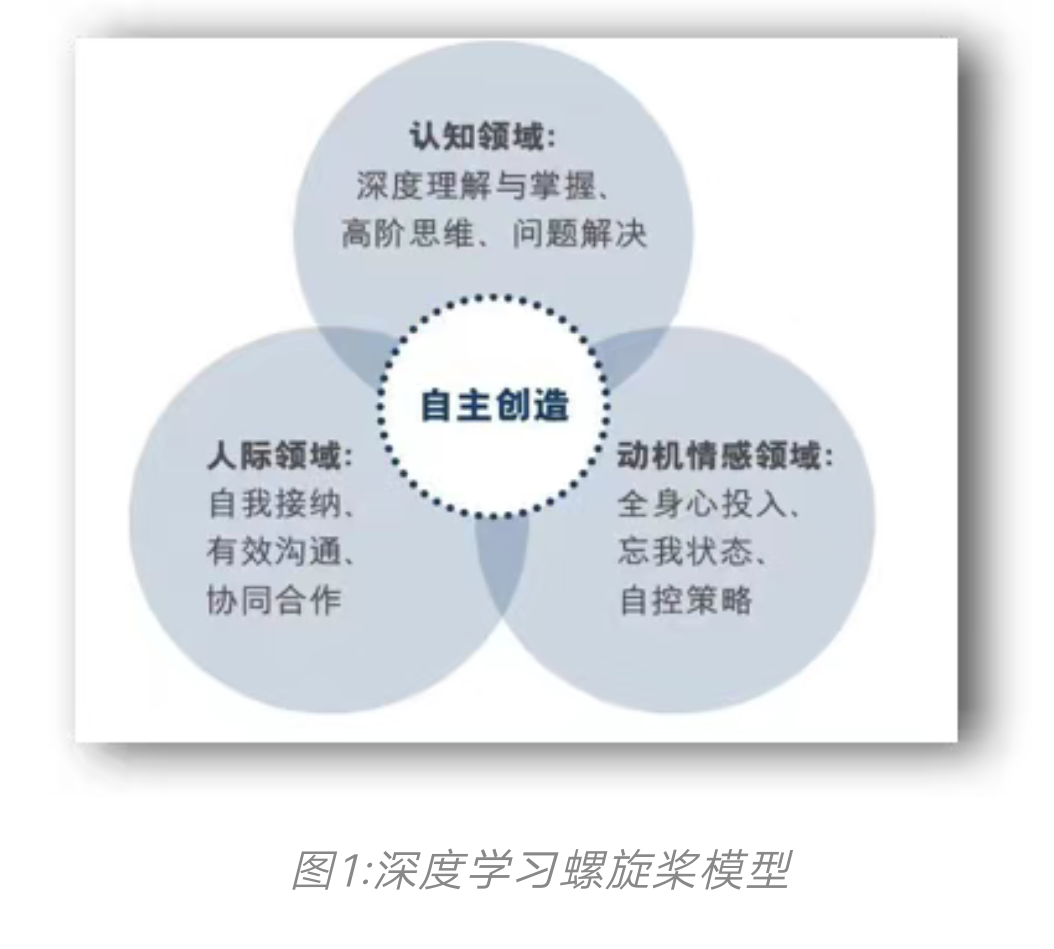 认知领域：
深度理解与掌握、
高阶思维、问题解决
自主创造
人际领域：
自我接纳、
有效沟通、
协同合作
动机情感领域：
全身心投入、
忘我状态、
自控策略
图1:深度学习螺旋桨模型